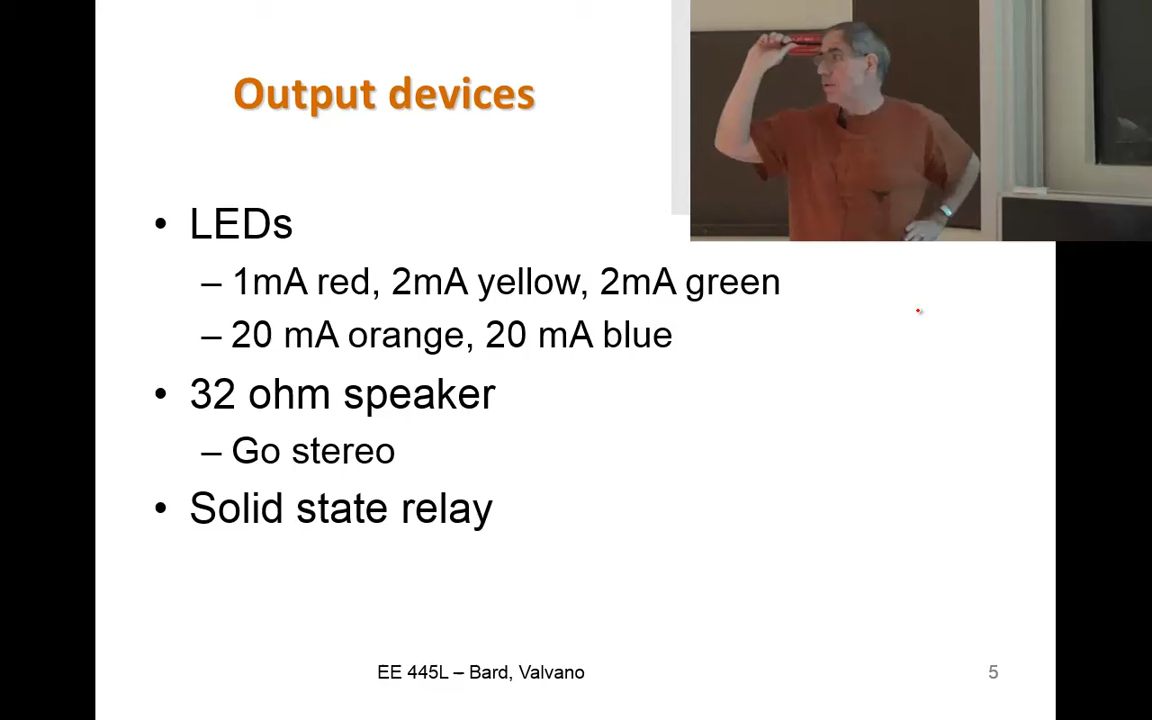 Output devices
• LEDs
– 1mA red, 2mA yellow, 2mA green
– 20 mA orange, 20 mA blue
• 32 ohm speaker
– Go stereo
• Solid state relay
EE 445L – Bard, Valvano
5